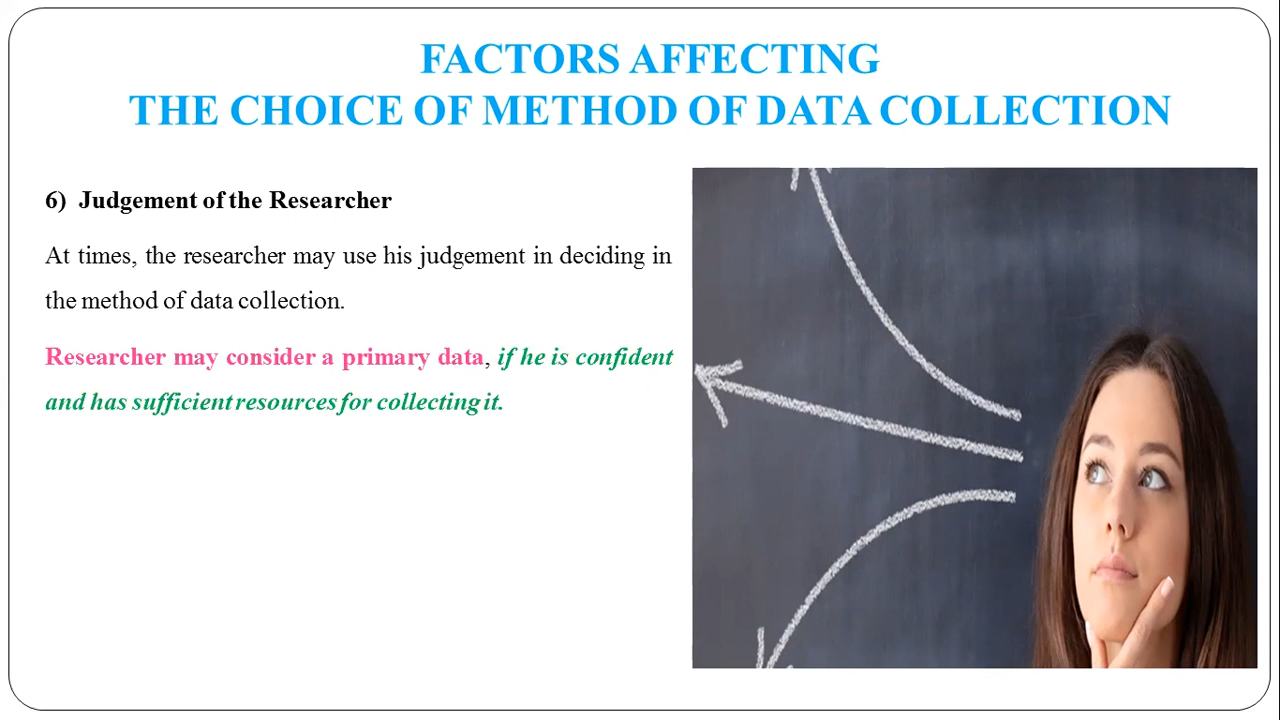 FACTORS AFFECTING
THE CHOICE OF METHOD OF DATA COLLECTION
6) Judgement of the Researcher
At times, the researcher may use his judgement in deciding in
the method of data collection.
Researcher may consider a primary data, if he is confident
and has sufficient resources for collecting it.